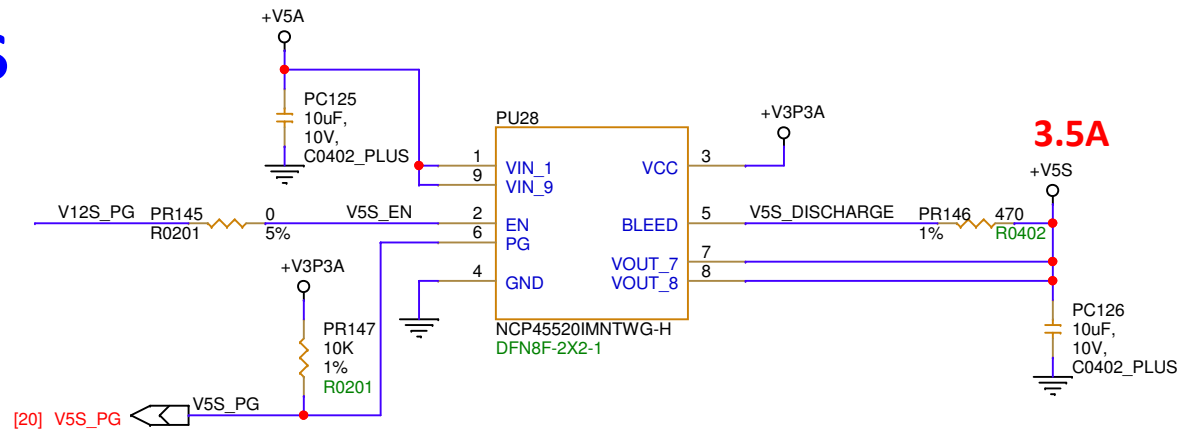 S
+V5A
PC125
10uF,
10V,
C0402_PLUS
PU28
+V3P3A
3.5A
+V5S
1 VIN_1
9 VIN_9
VCC 3
V12S_PG PR145 0 V5S_EN 2 EN
R0201 5%
6 PG
BLEED 5 V5S_DISCHARGE PR146 470
1% R0402
4 GND
VOUT_7 7
VOUT_8 8
+V3P3A
NCP45520IMNTWG-H
DFN8F-2X2-1
PR147
10K
1%
R0201
PC126
10uF,
10V,
C0402_PLUS
[20] V5S_PG V5S_PG